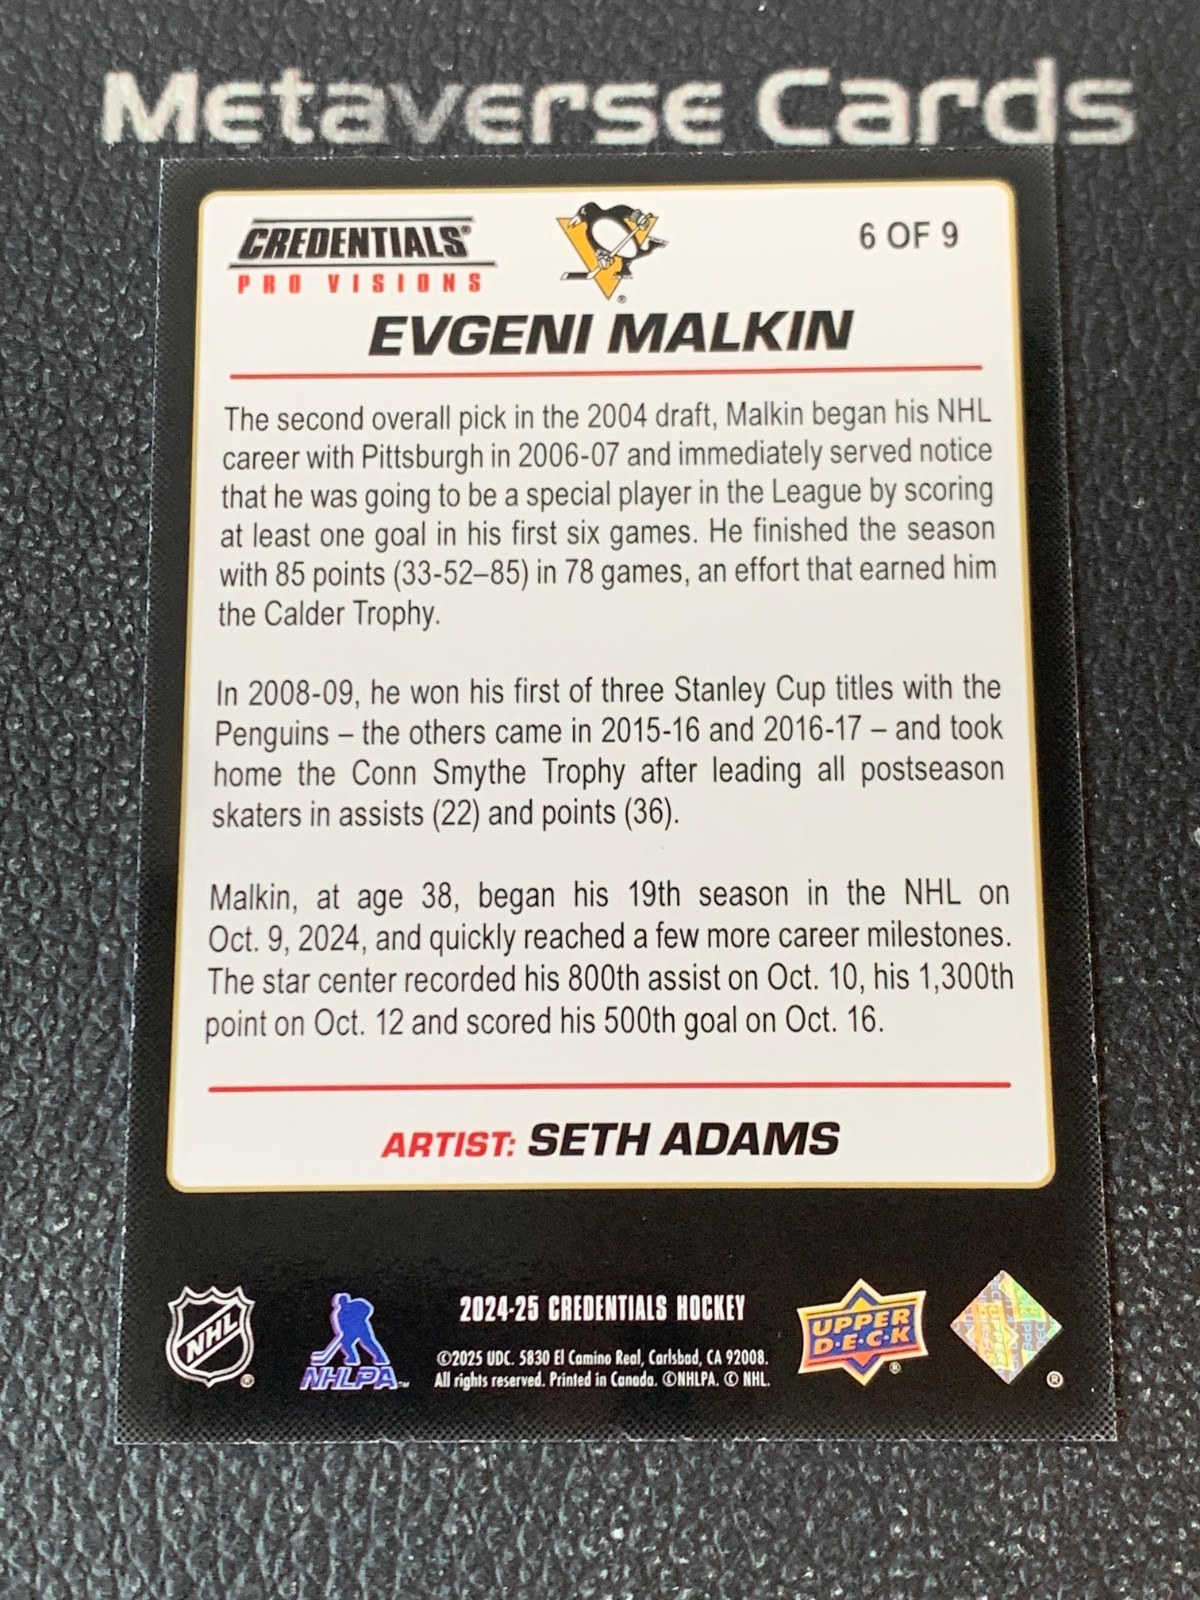 Metaverse Cards
CREDENTIALS®
PRO VISIONS
6 OF 9
®
EVGENI MALKIN
The second overall pick in the 2004 draft, Malkin began his NHL
career with Pittsburgh in 2006-07 and immediately served notice
that he was going to be a special player in the League by scoring
at least one goal in his first six games. He finished the season
with 85 points (33-52–85) in 78 games, an effort that earned him
the Calder Trophy.
In 2008-09, he won his first of three Stanley Cup titles with the
Penguins – the others came in 2015-16 and 2016-17 – and took
home the Conn Smythe Trophy after leading all postseason
skaters in assists (22) and points (36).
Malkin, at age 38, began his 19th season in the NHL on
Oct. 9, 2024, and quickly reached a few more career milestones.
The star center recorded his 800th assist on Oct. 10, his 1,300th
point on Oct. 12 and scored his 500th goal on Oct. 16.
ARTIST: SETH ADAMS
NHL®
NHLPA™
2024-25 CREDENTIALS HOCKEY
©2025 UDC. 5830 El Camino Real, Carlsbad, CA 92008.
All rights reserved. Printed in Canada. ©NHLPA. © NHL.
UPPER
D·E·C·K®
®